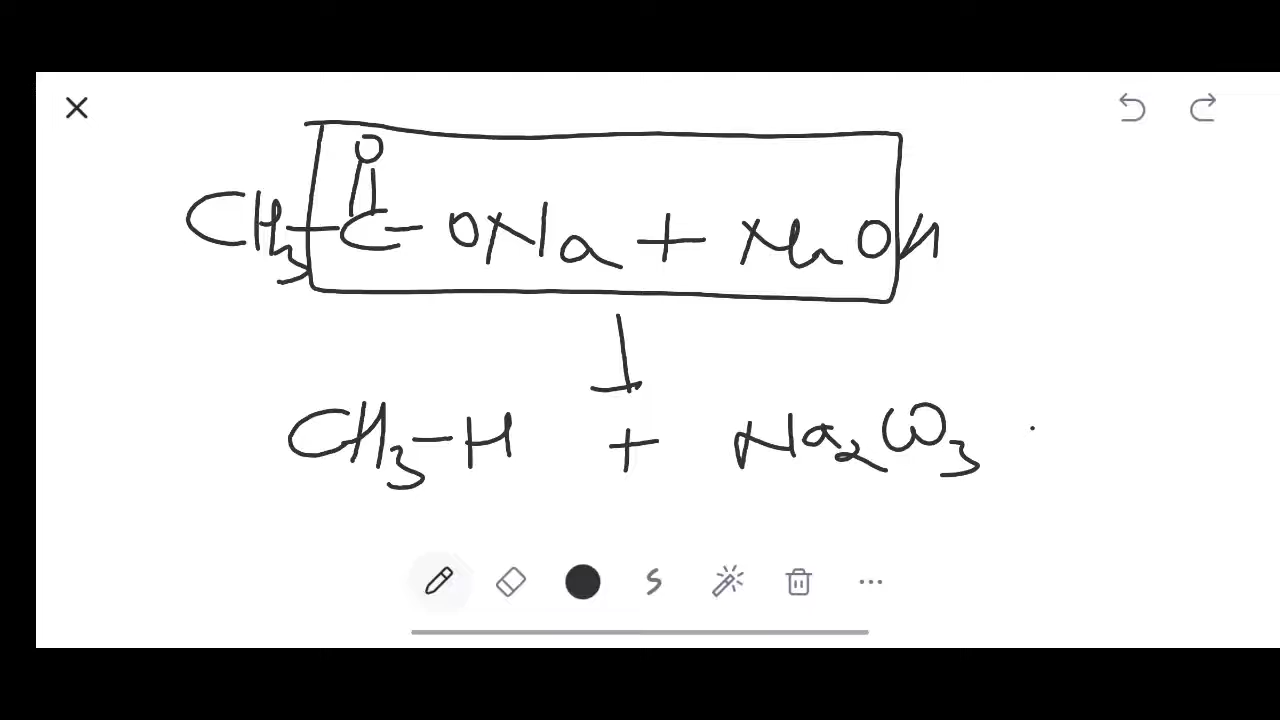 O
CH3-C-ONa + NaOH
CH3-H + Na2CO3